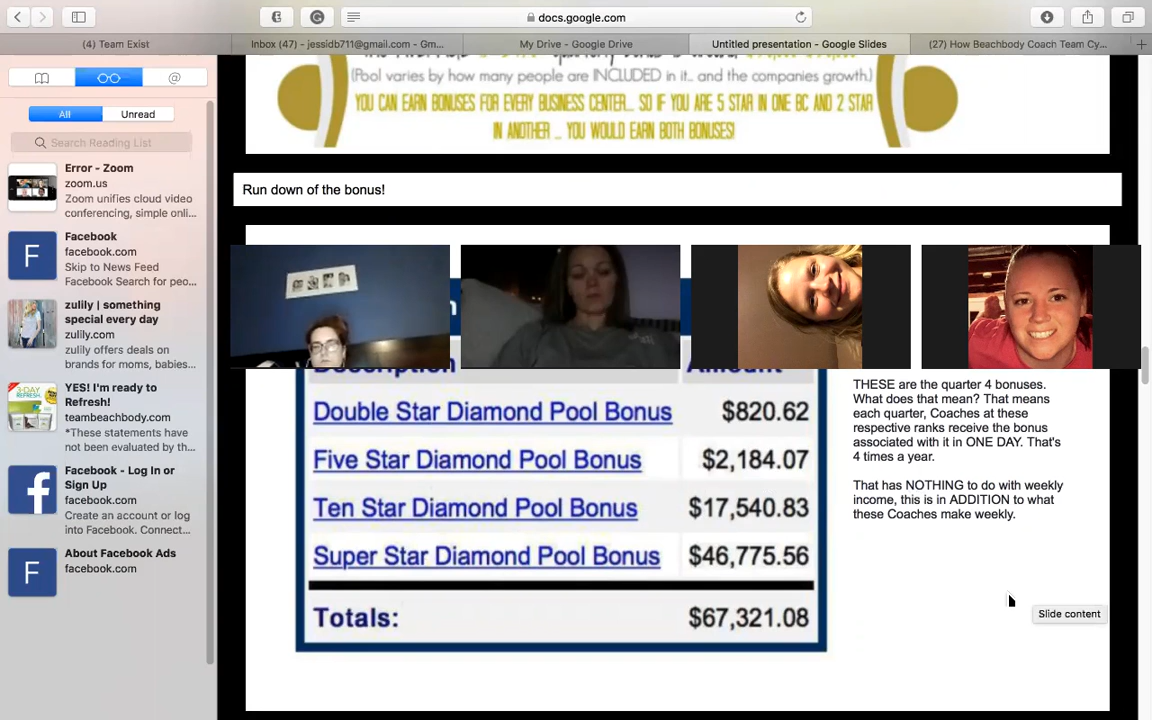 docs.google.com
(4) Team Exist
Inbox (47) - jessidb711@gmail.com - Gm...
My Drive - Google Drive
Untitled presentation - Google Slides
(27) How Beachbody Coach Team Cy...
All
Unread
Search Reading List
Error - Zoom
zoom.us
Zoom unifies cloud video
conferencing, simple onli...
Facebook
facebook.com
Skip to News Feed
Facebook Search for peo...
zulily | something
special every day
zulily.com
zulily offers deals on
brands for moms, babies...
YES! I'm ready to
Refresh!
teambeachbody.com
*These statements have
not been evaluated by th...
Facebook - Log In or
Sign Up
facebook.com
Create an account or log
into Facebook. Connect...
About Facebook Ads
facebook.com
(Pool varies by how many people are INCLUDED in it... and the companies growth.)
YOU CAN EARN BONUSES FOR EVERY BUSINESS CENTER... SO IF YOU ARE 5 STAR IN ONE BC AND 2 STAR
IN ANOTHER ... YOU WOULD EARN BOTH BONUSES!
Run down of the bonus!
Description Amount
Double Star Diamond Pool Bonus $820.62
Five Star Diamond Pool Bonus $2,184.07
Ten Star Diamond Pool Bonus $17,540.83
Super Star Diamond Pool Bonus $46,775.56
Totals: $67,321.08
THESE are the quarter 4 bonuses.
What does that mean? That means
each quarter, Coaches at these
respective ranks receive the bonus
associated with it in ONE DAY. That's
4 times a year.
That has NOTHING to do with weekly
income, this is in ADDITION to what
these Coaches make weekly.
Slide content